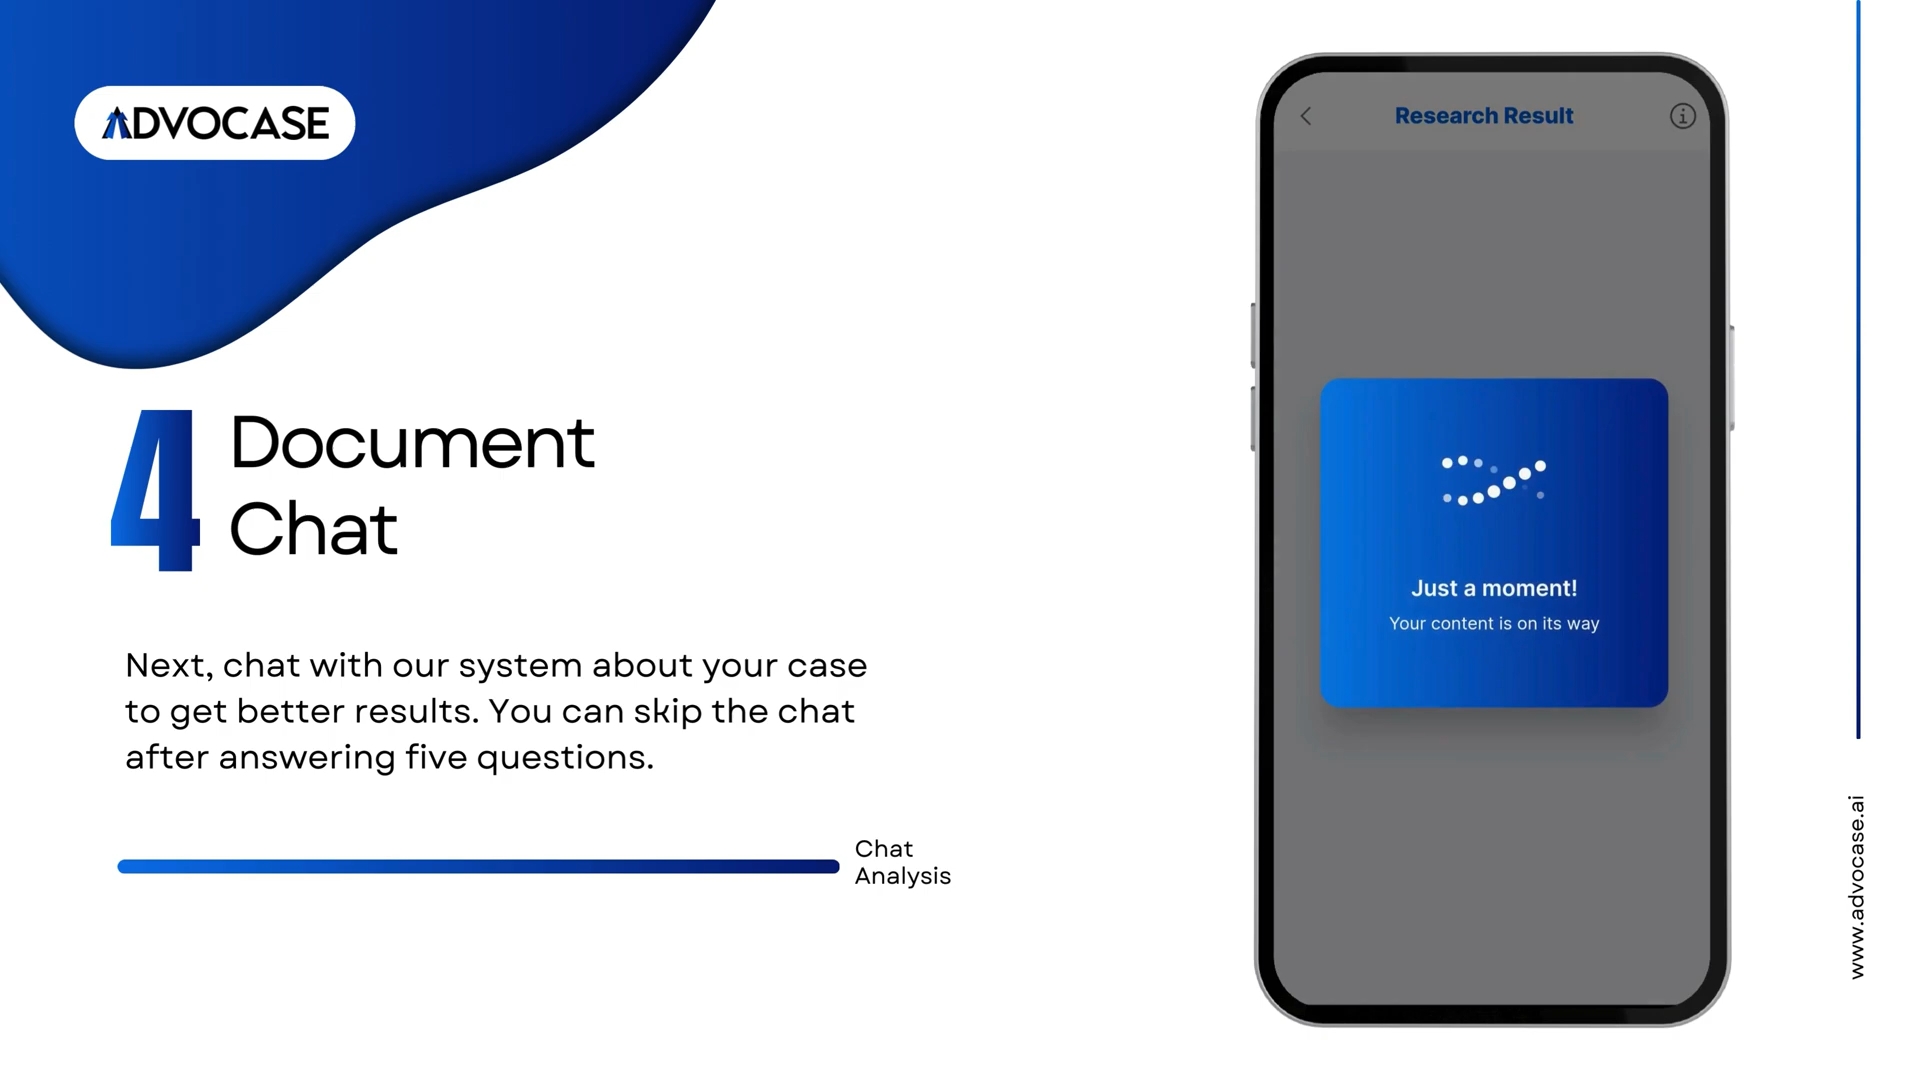 ADVOCASE
4
Document
Chat
Next, chat with our system about your case
to get better results. You can skip the chat
after answering five questions.
Chat
Analysis
Research Result
Just a moment!
Your content is on its way
www.advocase.ai